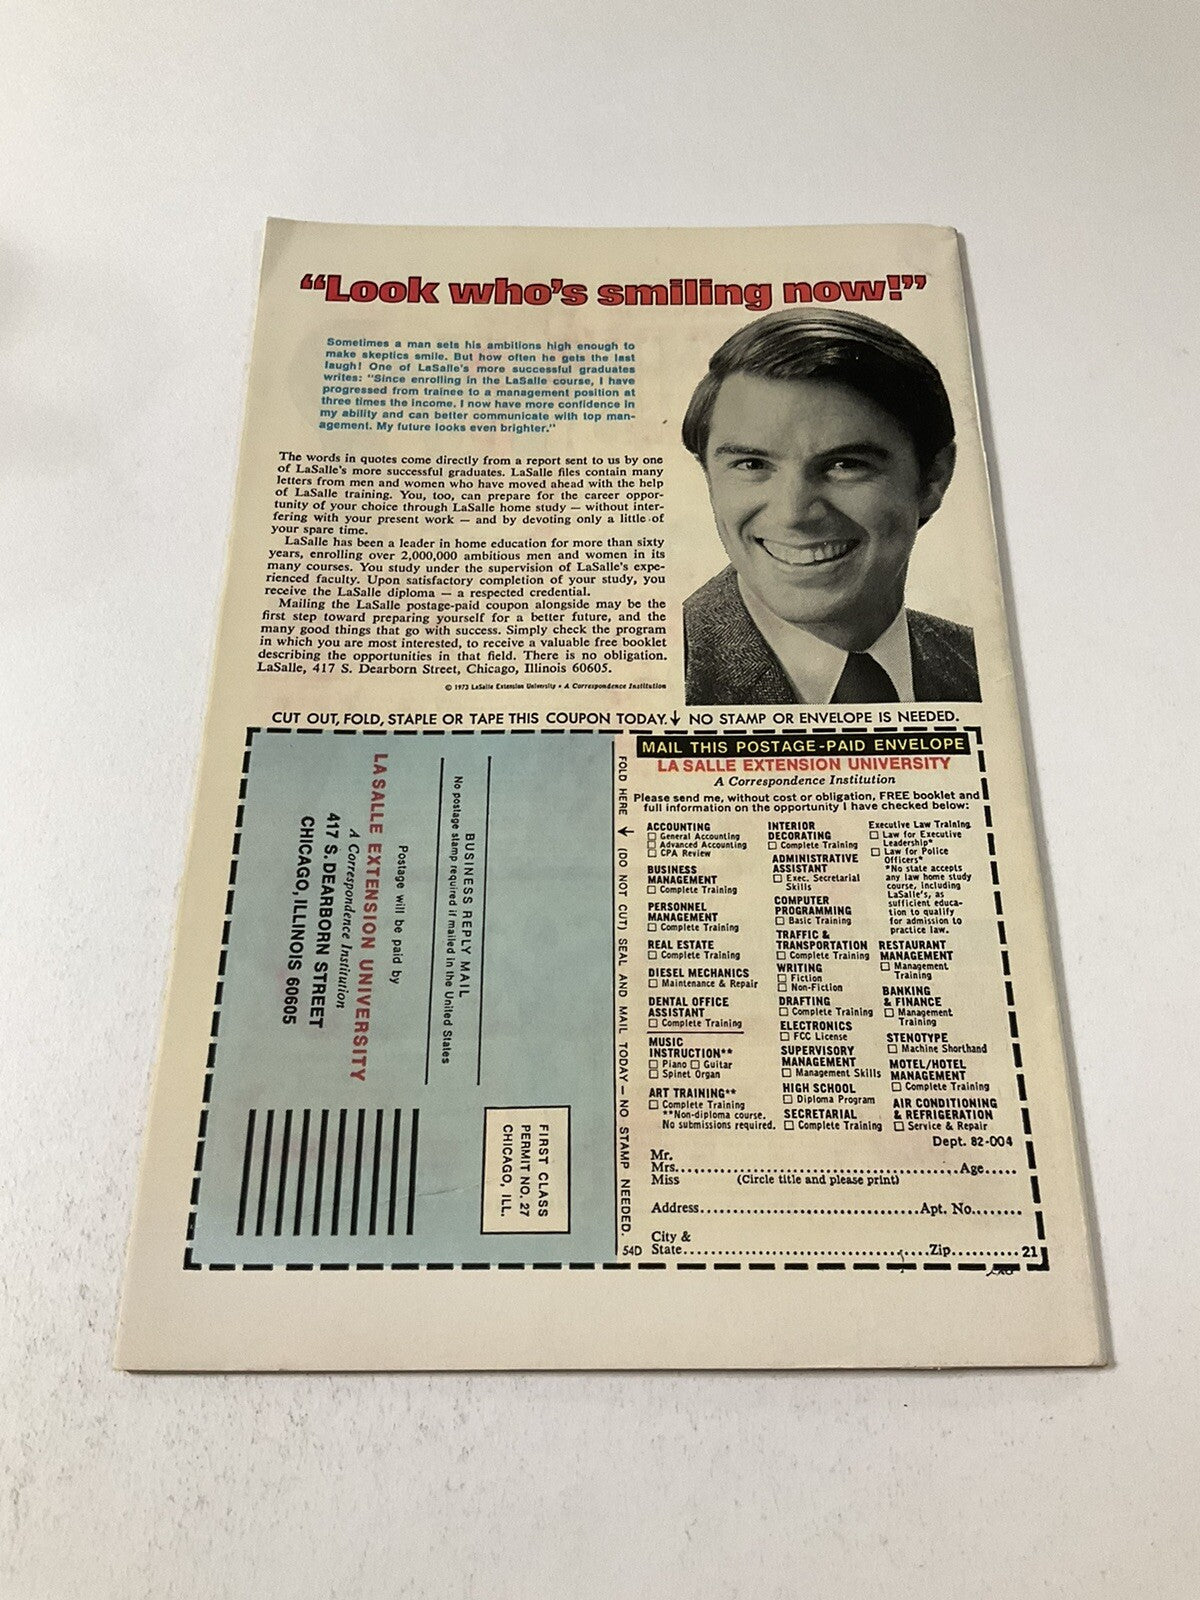 “Look who’s smiling now!”
Sometimes a man sets his ambitions high enough to
make skeptics smile. But how often he gets the last
laugh! One of LaSalle's more successful graduates
writes: "Since enrolling in the LaSalle course, I have
progressed from trainee to a management position at
three times the income. I now have more confidence in
my ability and can better communicate with top man-
agement. My future looks even brighter."
The words in quotes come directly from a report sent to us by one
of LaSalle's more successful graduates. LaSalle files contain many
letters from men and women who have moved ahead with the help
of LaSalle training. You, too, can prepare for the career oppor-
tunity of your choice through LaSalle home study — without inter-
fering with your present work — and by devoting only a little of
your spare time.
LaSalle has been a leader in home education for more than sixty
years, enrolling over 2,000,000 ambitious men and women in its
many courses. You study under the supervision of LaSalle's expe-
rienced faculty. Upon satisfactory completion of your study, you
receive the LaSalle diploma — a respected credential.
Mailing the LaSalle postage-paid coupon alongside may be the
first step toward preparing yourself for a better future, and the
many good things that go with success. Simply check the program
in which you are most interested, to receive a valuable free booklet
describing the opportunities in that field. There is no obligation.
LaSalle, 417 S. Dearborn Street, Chicago, Illinois 60605.
© 1973 LaSalle Extension University • A Correspondence Institution
CUT OUT, FOLD, STAPLE OR TAPE THIS COUPON TODAY. ↓ NO STAMP OR ENVELOPE IS NEEDED.
BUSINESS REPLY MAIL
No postage stamp required if mailed in the United States
Postage will be paid by
LA SALLE EXTENSION UNIVERSITY
A Correspondence Institution
417 S. DEARBORN STREET
CHICAGO, ILLINOIS 60605
FIRST CLASS
PERMIT NO. 27
CHICAGO, ILL.
FOLD HERE ↓ (DO NOT CUT) SEAL AND MAIL TODAY — NO STAMP NEEDED.
54D
MAIL THIS POSTAGE-PAID ENVELOPE
LA SALLE EXTENSION UNIVERSITY
A Correspondence Institution
Please send me, without cost or obligation, FREE booklet and
full information on the opportunity I have checked below:
ACCOUNTING
☐ General Accounting
☐ Advanced Accounting
☐ CPA Review
BUSINESS
MANAGEMENT
☐ Complete Training
PERSONNEL
MANAGEMENT
☐ Complete Training
REAL ESTATE
☐ Complete Training
DIESEL MECHANICS
☐ Maintenance & Repair
DENTAL OFFICE
ASSISTANT
☐ Complete Training
MUSIC
INSTRUCTION**
☐ Piano ☐ Guitar
☐ Spinet Organ
ART TRAINING**
☐ Complete Training
**Non-diploma course.
No submissions required.
INTERIOR
DECORATING
☐ Complete Training
ADMINISTRATIVE
ASSISTANT
☐ Exec. Secretarial
Skills
COMPUTER
PROGRAMMING
☐ Basic Training
TRAFFIC &
TRANSPORTATION
☐ Complete Training
WRITING
☐ Fiction
☐ Non-Fiction
DRAFTING
☐ Complete Training
ELECTRONICS
☐ FCC License
SUPERVISORY
MANAGEMENT
☐ Management Skills
HIGH SCHOOL
☐ Diploma Program
SECRETARIAL
☐ Complete Training
Executive Law Training
☐ Law for Executive
Leadership*
☐ Law for Police
Officers*
*No state accepts
any law home study
course, including
LaSalle's, as
sufficient educa-
tion to qualify
for admission to
practice law.
RESTAURANT
MANAGEMENT
☐ Management
Training
BANKING
& FINANCE
☐ Management
Training
STENOTYPE
☐ Machine Shorthand
MOTEL/HOTEL
MANAGEMENT
☐ Complete Training
AIR CONDITIONING
& REFRIGERATION
☐ Service & Repair
Dept. 82-004
Mr.
Mrs. Age
Miss (Circle title and please print)
Address Apt. No.
City &
State Zip 21